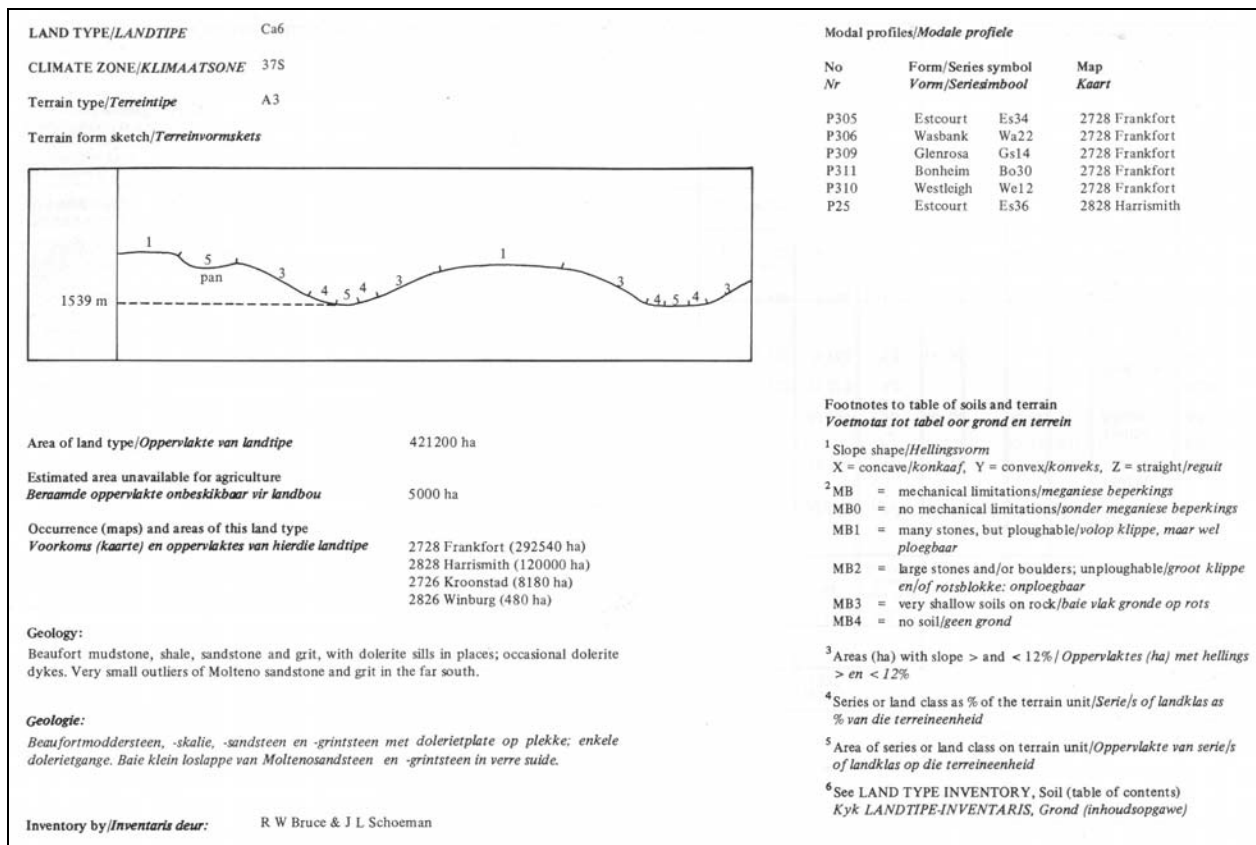 LAND TYPE/LANDTIPE Ca6
CLIMATE ZONE/KLIMAATSONE 37S
Terrain type/Terreintipe A3
Terrain form sketch/Terreinvormskets
1
5
pan
3
4
5
4
3
1
3
4
5
4
3
1539 m
Area of land type/Oppervlakte van landtipe 421200 ha
Estimated area unavailable for agriculture
Beraamde oppervlakte onbeskikbaar vir landbou 5000 ha
Occurrence (maps) and areas of this land type
Voorkoms (kaarte) en oppervlaktes van hierdie landtipe 2728 Frankfort (292540 ha)
2828 Harrismith (120000 ha)
2726 Kroonstad (8180 ha)
2826 Winburg (480 ha)
Geology:
Beaufort mudstone, shale, sandstone and grit, with dolerite sills in places; occasional dolerite
dykes. Very small outliers of Molteno sandstone and grit in the far south.
Geologie:
Beaufortmoddersteen, -skalie, -sandsteen en -grintsteen met dolerietplate op plekke; enkele
dolerietgange. Baie klein loslappe van Moltenosandsteen en -grintsteen in verre suide.
Inventory by/Inventaris deur: R W Bruce & J L Schoeman
Modal profiles/Modale profiele
No Form/Series symbol Map
Nr Vorm/Seriesimbool Kaart
P305 Estcourt Es34 2728 Frankfort
P306 Wasbank Wa22 2728 Frankfort
P309 Glenrosa Gs14 2728 Frankfort
P311 Bonheim Bo30 2728 Frankfort
P310 Westleigh We12 2728 Frankfort
P25 Estcourt Es36 2828 Harrismith
Footnotes to table of soils and terrain
Voetnotas tot tabel oor grond en terrein
1 Slope shape/Hellingsvorm
X = concave/konkaaf, Y = convex/konveks, Z = straight/reguit
2 MB = mechanical limitations/meganiese beperkings
MB0 = no mechanical limitations/sonder meganiese beperkings
MB1 = many stones, but ploughable/volop klippe, maar wel
ploegbaar
MB2 = large stones and/or boulders; unploughable/groot klippe
en/of rotsblokke: onploegbaar
MB3 = very shallow soils on rock/baie vlak gronde op rots
MB4 = no soil/geen grond
3 Areas (ha) with slope > and < 12%/Oppervlaktes (ha) met hellings
> en < 12%
4 Series or land class as % of the terrain unit/Serie/s of landklas as
% van die terreineenheid
5 Area of series or land class on terrain unit/Oppervlakte van serie/s
of landklas op die terreineenheid
6 See LAND TYPE INVENTORY, Soil (table of contents)
Kyk LANDTIPE-INVENTARIS, Grond (inhoudsopgawe)